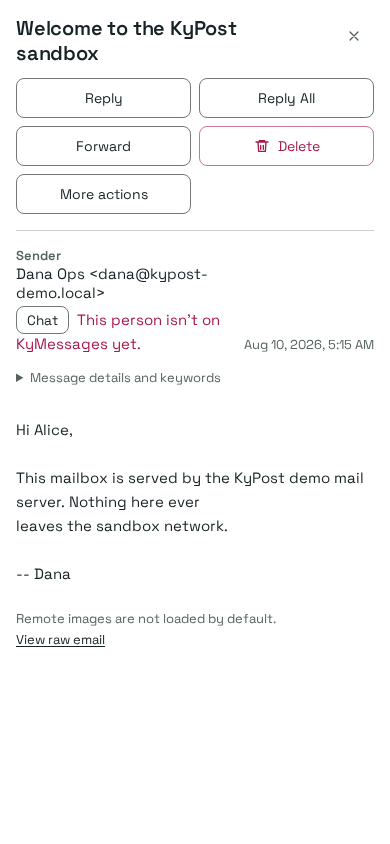 Welcome to the KyPost
sandbox
Reply
Reply All
Forward
Delete
More actions
Sender
Dana Ops <dana@kypost-
demo.local>
Chat This person isn't on
KyMessages yet.
Aug 10, 2026, 5:15 AM
Message details and keywords
Hi Alice,
This mailbox is served by the KyPost demo mail
server. Nothing here ever
leaves the sandbox network.
-- Dana
Remote images are not loaded by default.
View raw email